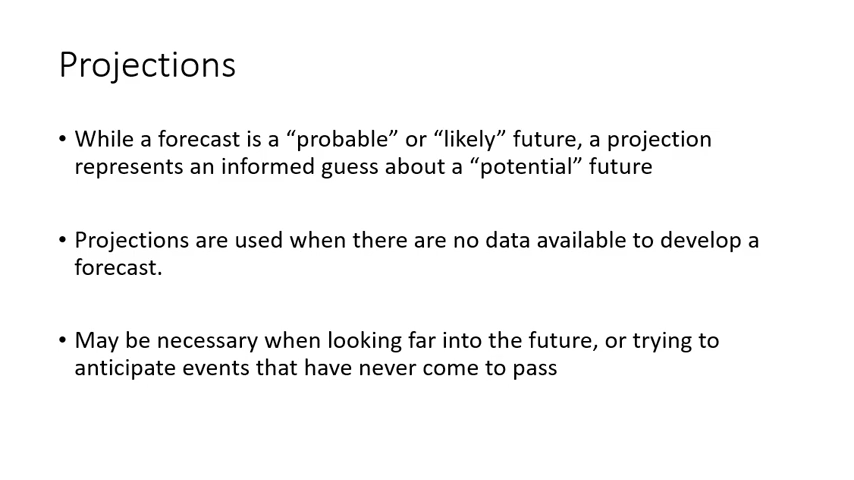 Projections
• While a forecast is a “probable” or “likely” future, a projection
represents an informed guess about a “potential” future
• Projections are used when there are no data available to develop a
forecast.
• May be necessary when looking far into the future, or trying to
anticipate events that have never come to pass